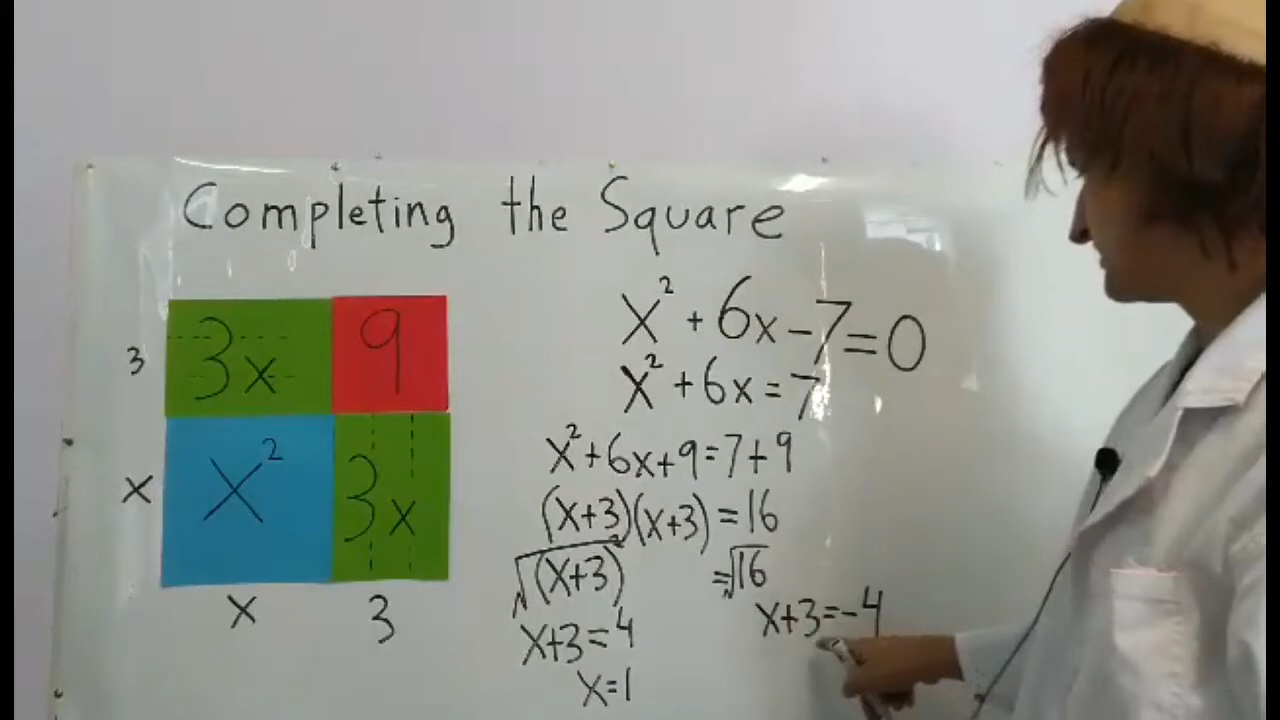 Completing the Square
3 3x 9
x x² 3x
x 3
x²+6x-7=0
x²+6x=7
x²+6x+9=7+9
(x+3)(x+3)=16
√(x+3)² =√16
x+3=4
x+3=-4
x=1